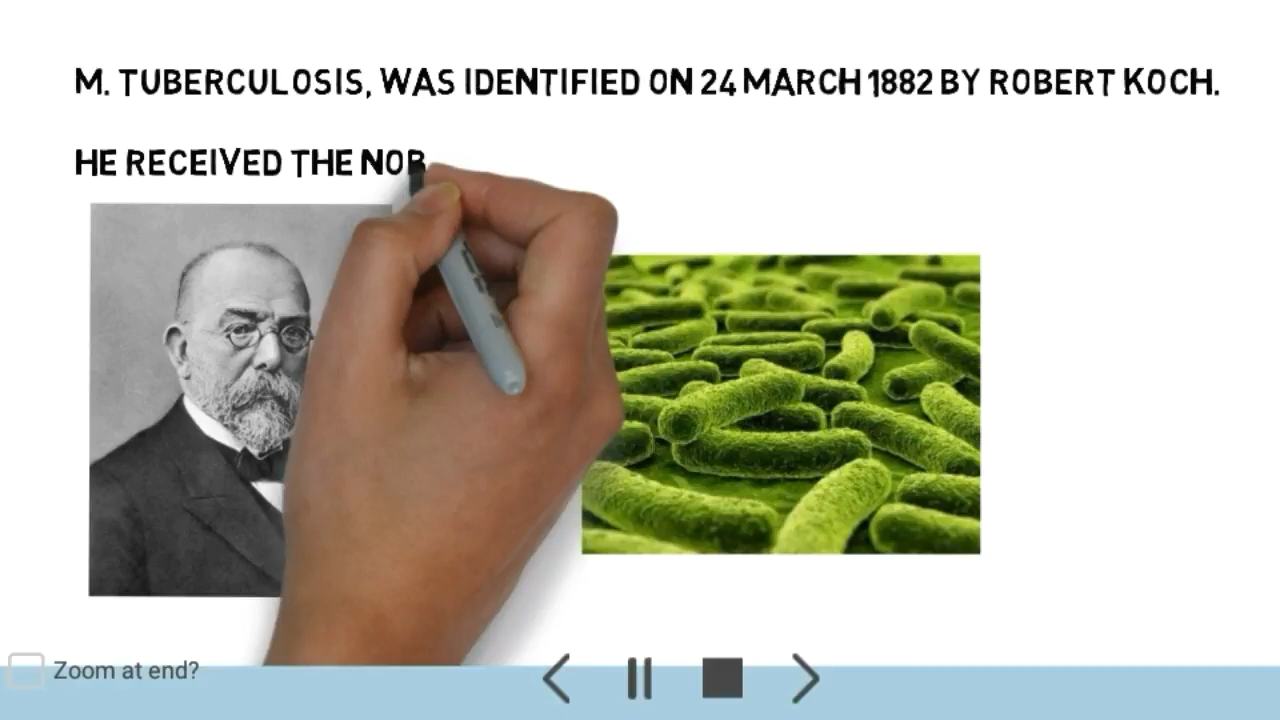 M. TUBERCULOSIS, WAS IDENTIFIED ON 24 MARCH 1882 BY ROBERT KOCH.
HE RECEIVED THE NOB
Zoom at end?